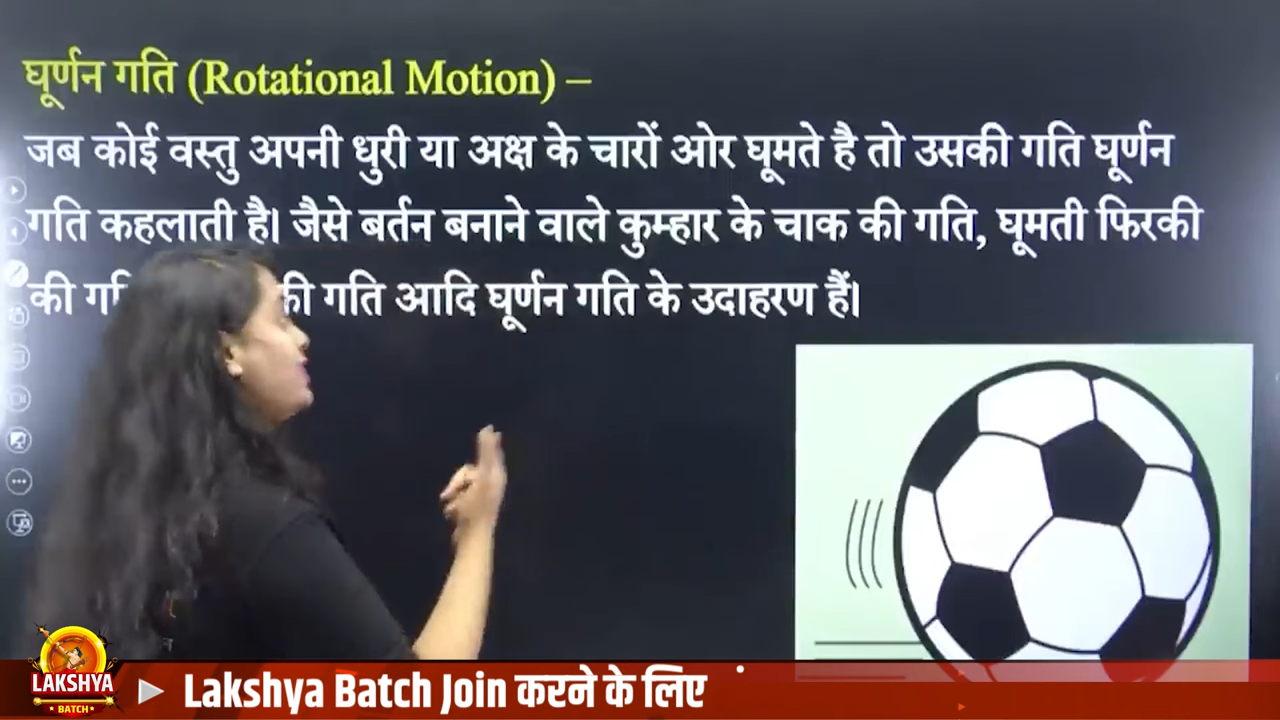 घूर्णन गति (Rotational Motion) –
जब कोई वस्तु अपनी धुरी या अक्ष के चारों ओर घूमते है तो उसकी गति घूर्णन
गति कहलाती है। जैसे बर्तन बनाने वाले कुम्हार के चाक की गति, घूमती फिरकी
की गति आदि घूर्णन गति के उदाहरण हैं।
LAKSHYA
BATCH
Lakshya Batch Join करने के लिए